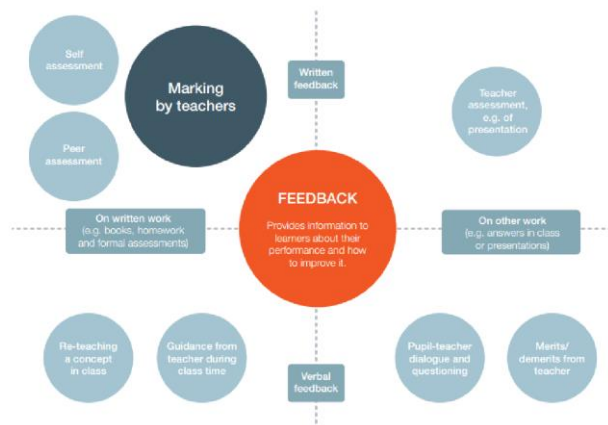 Self
assessment
Marking
by teachers
Written
feedback
Teacher
assessment,
e.g. of
presentation
Peer
assessment
FEEDBACK
Provides information to
learners about their
performance and how
to improve it.
On written work
(e.g. books, homework
and formal assessments)
On other work
(e.g. answers in class
or presentations)
Re-teaching
a concept
in class
Guidance from
teacher during
class time
Verbal
feedback
Pupil-teacher
dialogue and
questioning
Merits/
demerits from
teacher